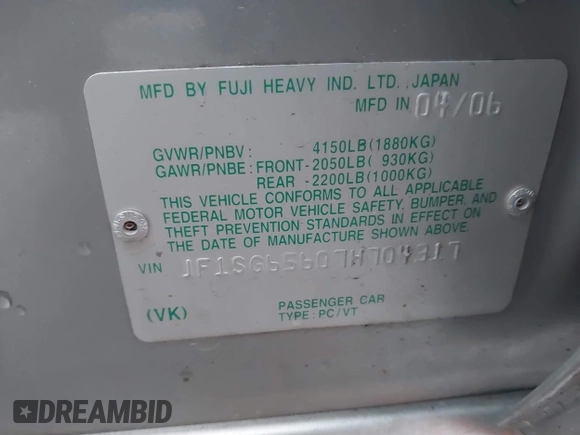 MFD BY FUJI HEAVY IND. LTD., JAPAN
MFD IN 04/06
GVWR/PNBV: 4150LB(1880KG)
GAWR/PNBE: FRONT-2050LB( 930KG)
REAR -2200LB(1000KG)
THIS VEHICLE CONFORMS TO ALL APPLICABLE
FEDERAL MOTOR VEHICLE SAFETY, BUMPER, AND
THEFT PREVENTION STANDARDS IN EFFECT ON
THE DATE OF MANUFACTURE SHOWN ABOVE.
VIN
PASSENGER CAR
(VK) TYPE: PC/VT
DREAMBID